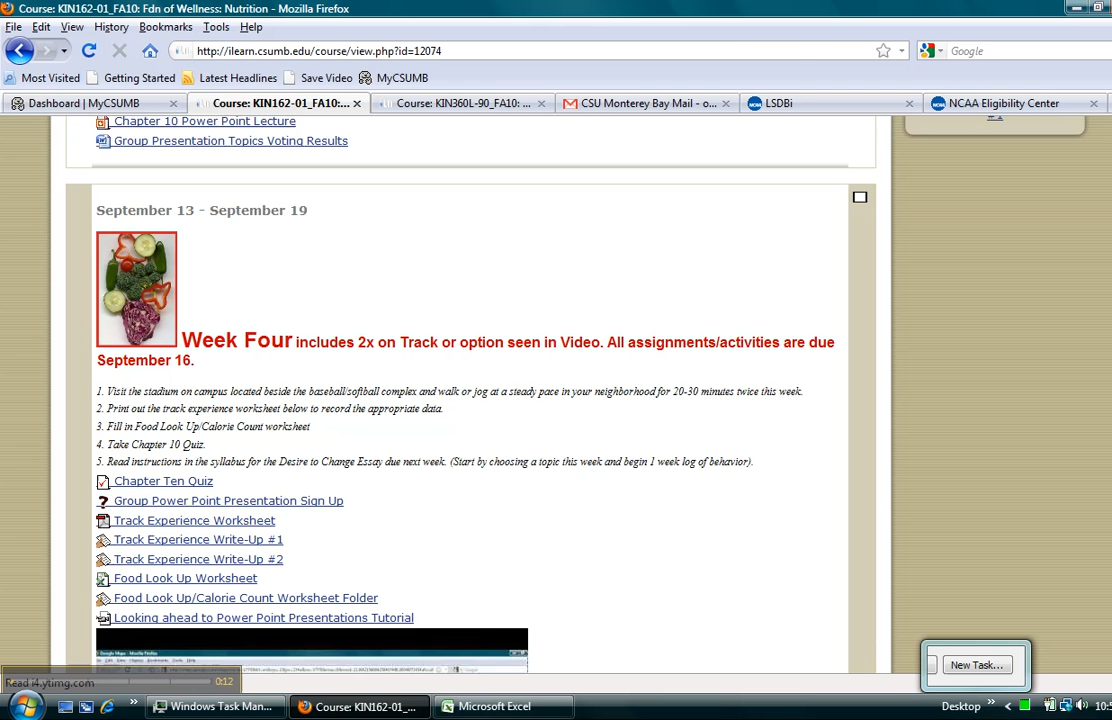 Course: KIN162-01_FA10: Fdn of Wellness: Nutrition - Mozilla Firefox
File Edit View History Bookmarks Tools Help
http://ilearn.csumb.edu/course/view.php?id=12074
Google
Most Visited Getting Started Latest Headlines Save Video MyCSUMB
Dashboard | MyCSUMB Course: KIN162-01_FA10:... Course: KIN360L-90_FA10: ... CSU Monterey Bay Mail - o... LSDBi NCAA Eligibility Center
Chapter 10 Power Point Lecture
Group Presentation Topics Voting Results
September 13 - September 19
Week Four includes 2x on Track or option seen in Video. All assignments/activities are due
September 16.
1. Visit the stadium on campus located beside the baseball/softball complex and walk or jog at a steady pace in your neighborhood for 20-30 minutes twice this week.
2. Print out the track experience worksheet below to record the appropriate data.
3. Fill in Food Look Up/Calorie Count worksheet
4. Take Chapter 10 Quiz.
5. Read instructions in the syllabus for the Desire to Change Essay due next week. (Start by choosing a topic this week and begin 1 week log of behavior).
Chapter Ten Quiz
Group Power Point Presentation Sign Up
Track Experience Worksheet
Track Experience Write-Up #1
Track Experience Write-Up #2
Food Look Up Worksheet
Food Look Up/Calorie Count Worksheet Folder
Looking ahead to Power Point Presentations Tutorial
New Task...
Read i4.ytimg.com 0:12
Windows Task Man... Course: KIN162-01_... Microsoft Excel Desktop